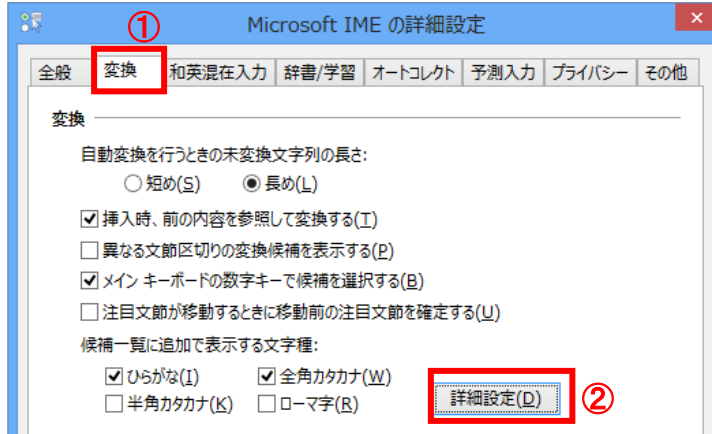 ①
Microsoft IME の詳細設定
全般 変換 和英混在入力 辞書/学習 オートコレクト 予測入力 プライバシー その他
変換
自動変換を行うときの未変換文字列の長さ:
短め(S) 長め(L)
挿入時、前の内容を参照して変換する(T)
異なる文節区切りの変換候補を表示する(P)
メイン キーボードの数字キーで候補を選択する(B)
注目文節が移動するときに移動前の注目文節を確定する(U)
候補一覧に追加で表示する文字種:
ひらがな(I) 全角カタカナ(W)
半角カタカナ(K) ローマ字(R) 詳細設定(D) ②